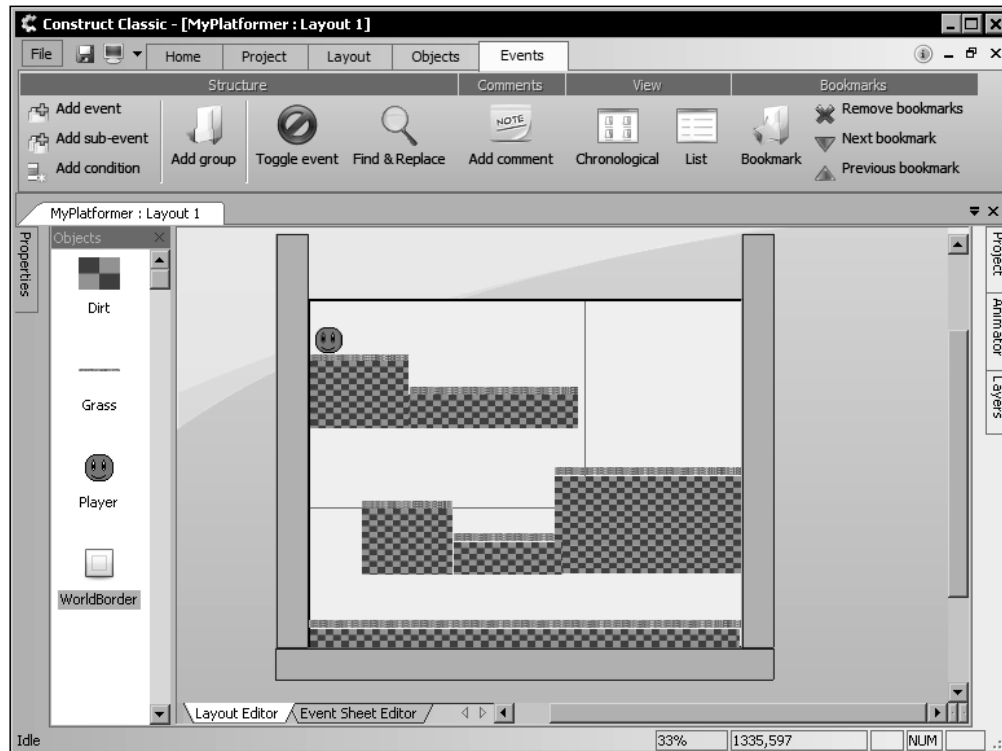 Construct Classic - [MyPlatformer : Layout 1]
File Home Project Layout Objects Events
Structure Comments View Bookmarks
Add event
Add sub-event
Add condition
Add group
Toggle event
Find & Replace
NOTE
Add comment
Chronological
List
Bookmark
Remove bookmarks
Next bookmark
Previous bookmark
MyPlatformer : Layout 1
Properties
Objects
Dirt
Grass
Player
WorldBorder
Project
Animator
Layers
Layout Editor Event Sheet Editor
Idle 33% 1335,597 NUM